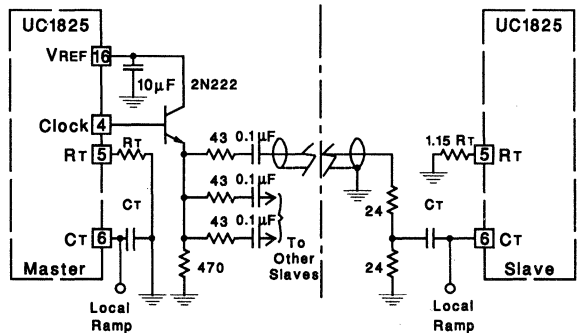 UC1825
VREF 16
10µF
2N222
Clock 4
RT 5
RT
43 0.1µF
43 0.1µF
43 0.1µF
To
Other
Slaves
470
CT 6
CT
Master
Local
Ramp
UC1825
1.15 RT
5 RT
24
CT
24
6 CT
Slave
Local
Ramp